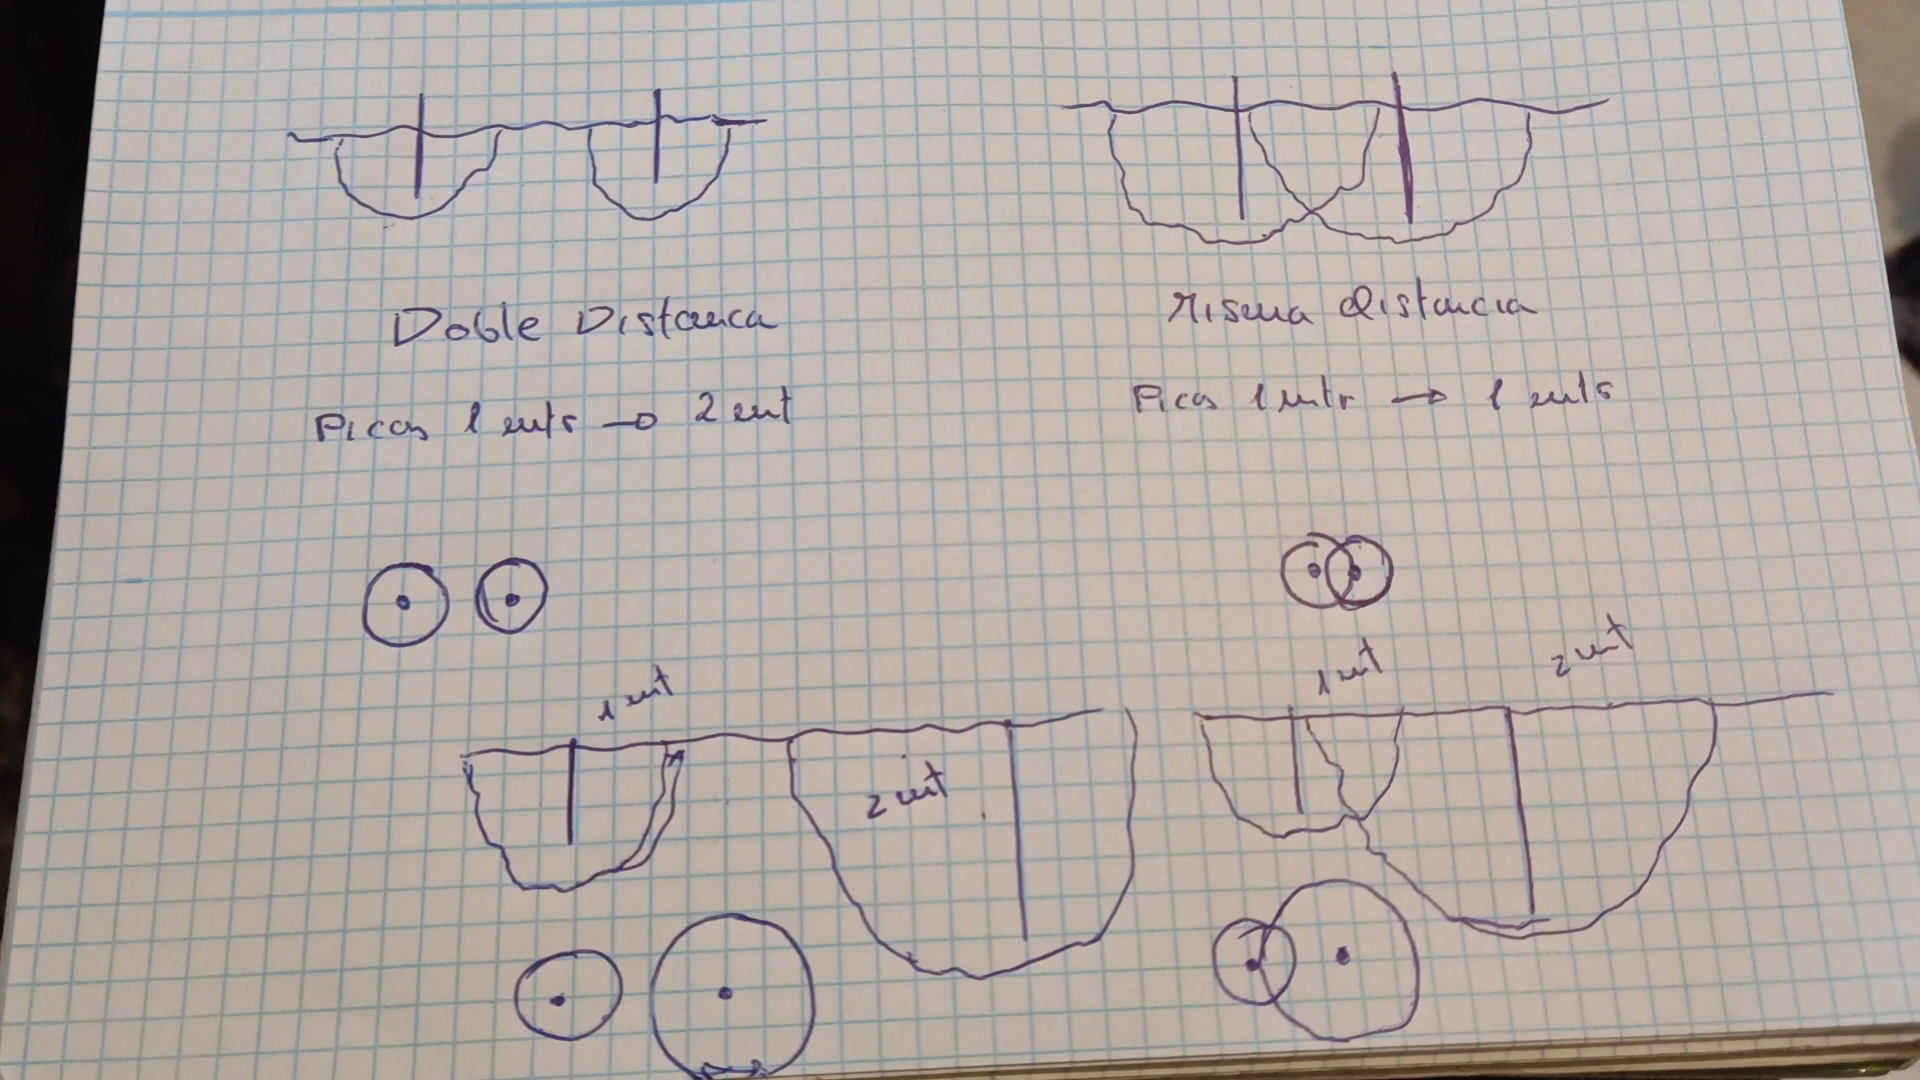 Doble Distanca
Misma distancia
Picas 1 mts → 2 mt
Picas 1 mtr → 1 mts
1 mt
2 mt
1 mt
2 mt